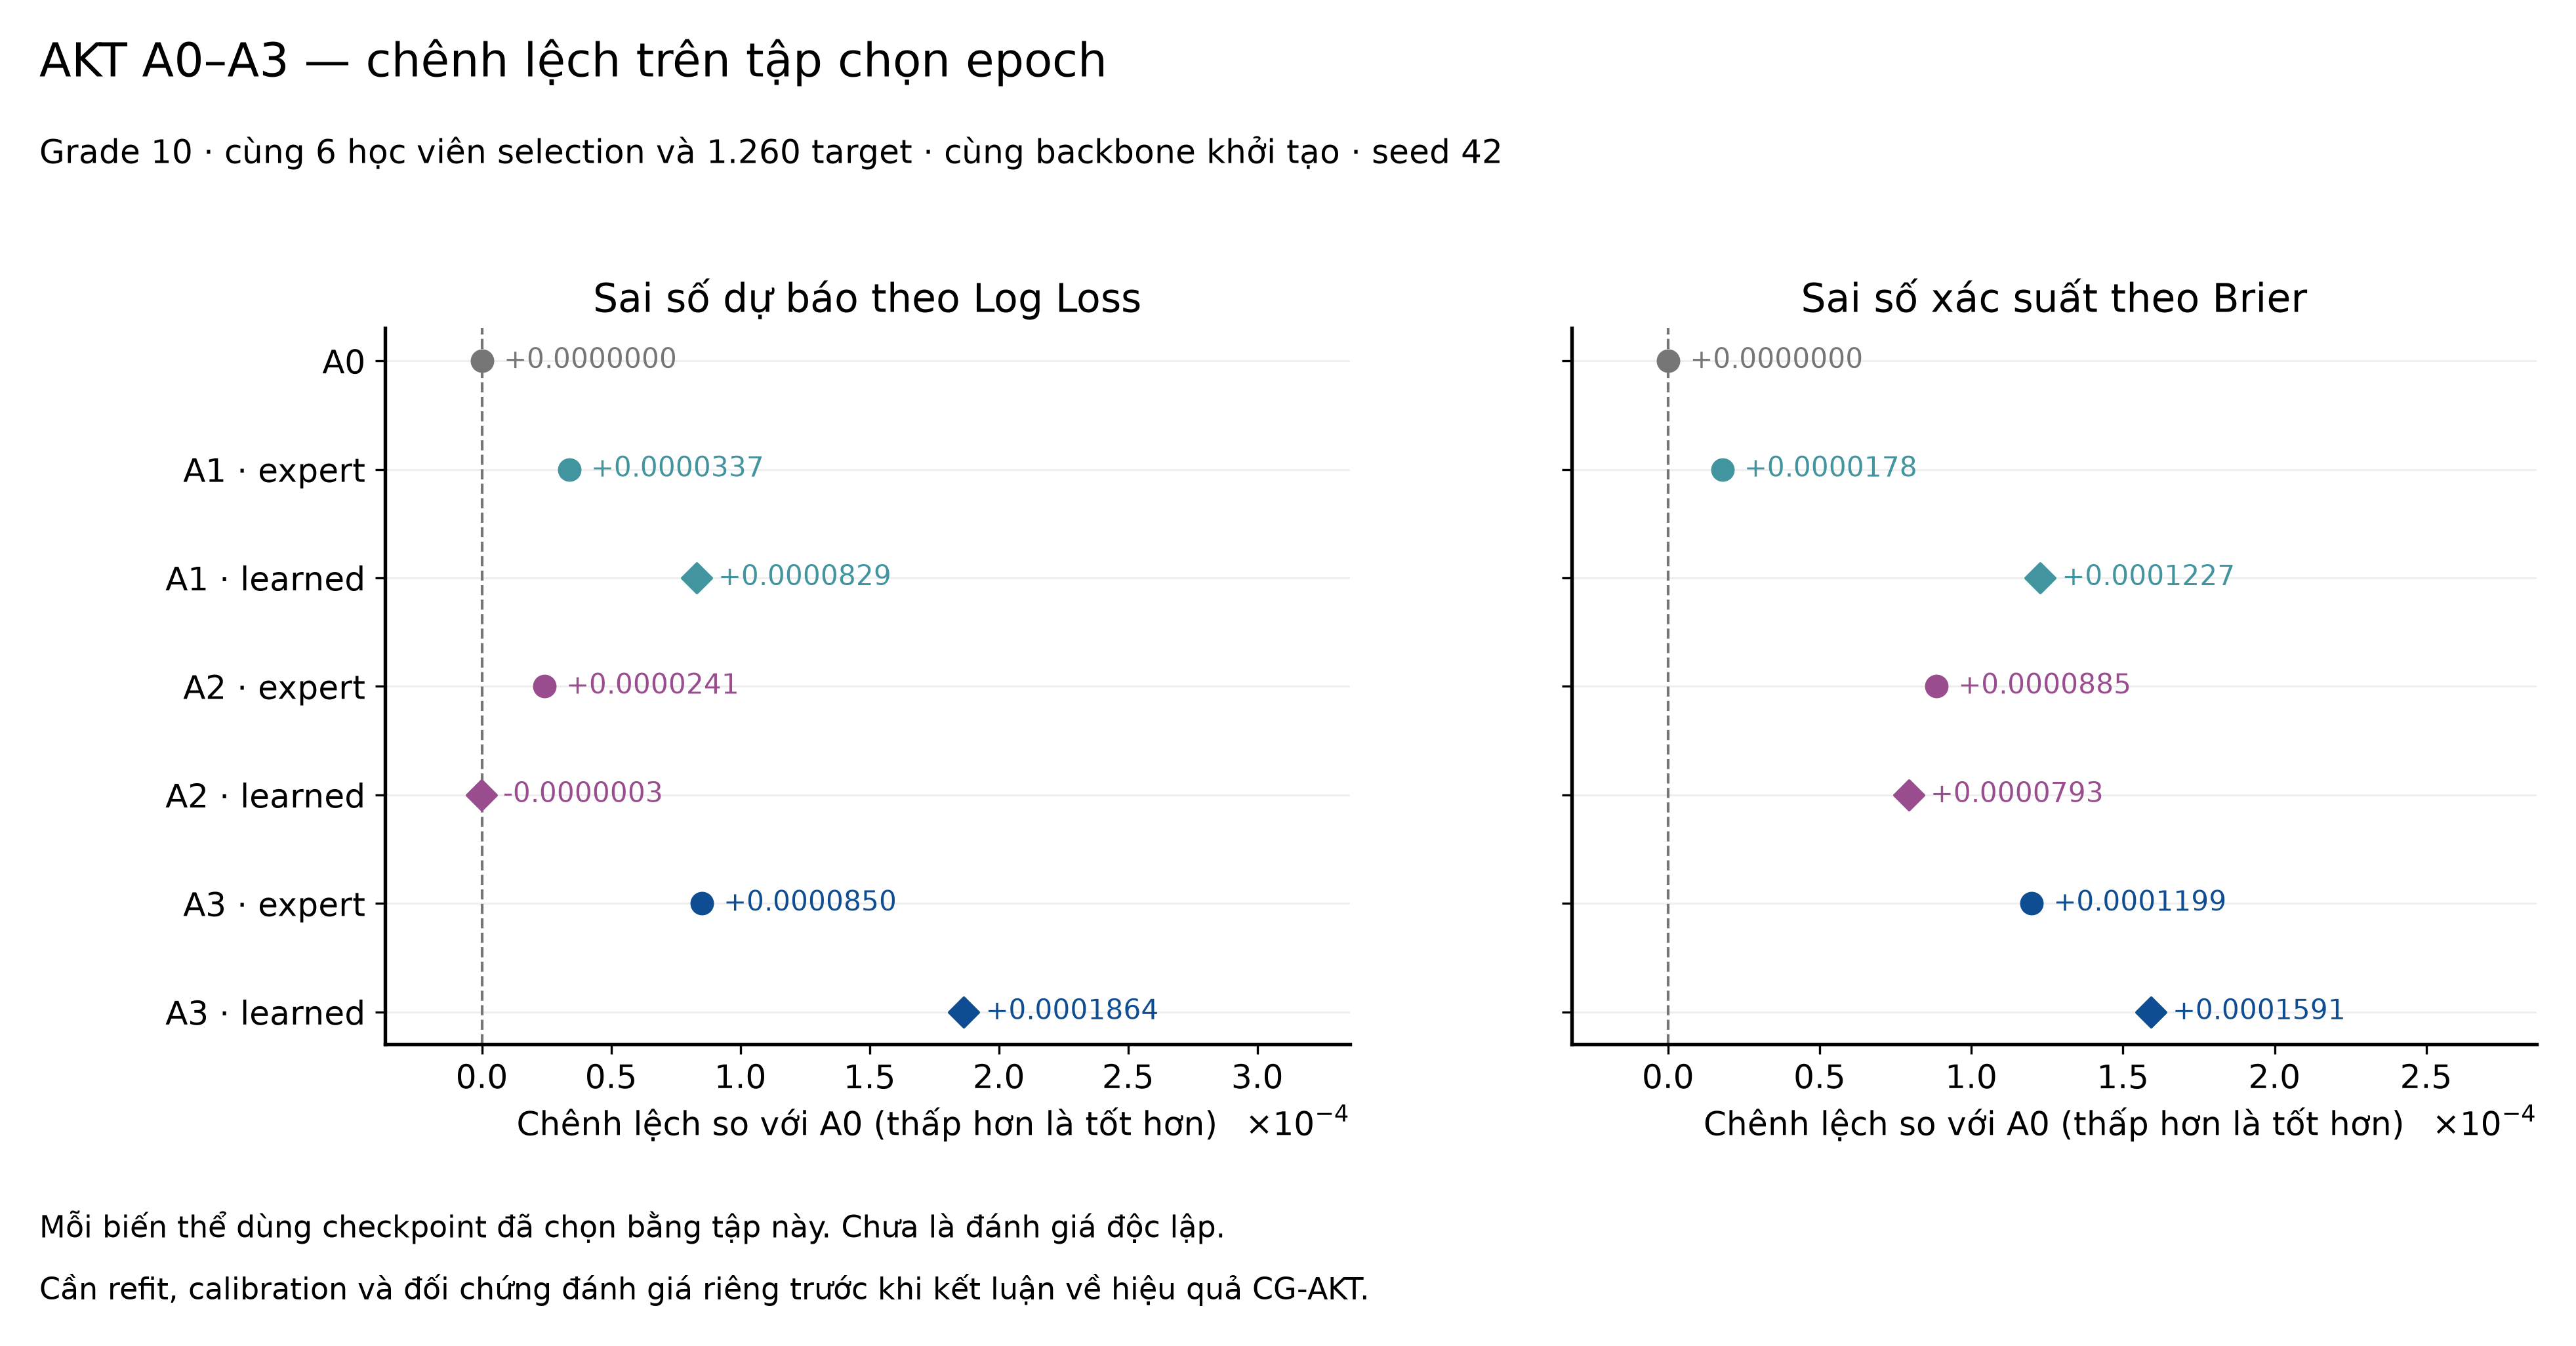 AKT A0–A3 — chênh lệch trên tập chọn epoch
Grade 10 · cùng 6 học viên selection và 1.260 target · cùng backbone khởi tạo · seed 42
Sai số dự báo theo Log Loss
A0
+0.0000000
A1 · expert
+0.0000337
A1 · learned
+0.0000829
A2 · expert
+0.0000241
A2 · learned
-0.0000003
A3 · expert
+0.0000850
A3 · learned
+0.0001864
0.0 0.5 1.0 1.5 2.0 2.5 3.0
Chênh lệch so với A0 (thấp hơn là tốt hơn) ×10⁻⁴
Sai số xác suất theo Brier
+0.0000000
+0.0000178
+0.0001227
+0.0000885
+0.0000793
+0.0001199
+0.0001591
0.0 0.5 1.0 1.5 2.0 2.5
Chênh lệch so với A0 (thấp hơn là tốt hơn) ×10⁻⁴
Mỗi biến thể dùng checkpoint đã chọn bằng tập này. Chưa là đánh giá độc lập.
Cần refit, calibration và đối chứng đánh giá riêng trước khi kết luận về hiệu quả CG-AKT.